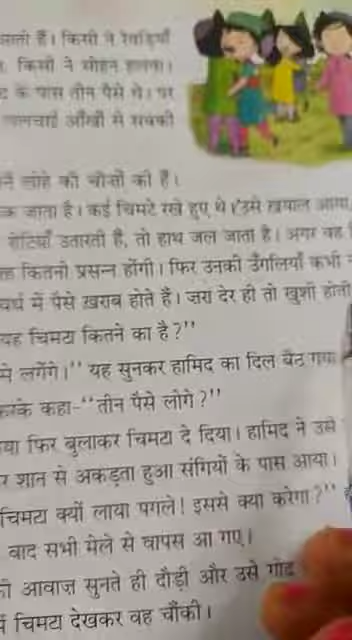 जाती हैं। किसी ने रेवड़ियाँ
किसी ने सोहन हलवा।
के पास तीन पैसे थे। पर
ललचाई आँखों से सबकी
लोहे की चीज़ों की हैं।
जाता है। कई चिमटे रखे हुए थे। उसे खयाल आया,
रोटियाँ उतारती हैं, तो हाथ जल जाता है। अगर वह
कितनी प्रसन्न होंगी। फिर उनकी उँगलियाँ कभी
व्यर्थ में पैसे ख़राब होते हैं। ज़रा देर ही तो खुशी होती
यह चिमटा कितने का है?''
लगेंगे।'' यह सुनकर हामिद का दिल बैठ गया
करके कहा-“तीन पैसे लोगे?''
फिर बुलाकर चिमटा दे दिया। हामिद ने उसे
शान से अकड़ता हुआ संगियों के पास आया।
चिमटा क्यों लाया पगले! इससे क्या करेगा?''
बाद सभी मेले से वापस आ गए।
की आवाज़ सुनते ही दौड़ी और उसे गोद
में चिमटा देखकर वह चौंकी।